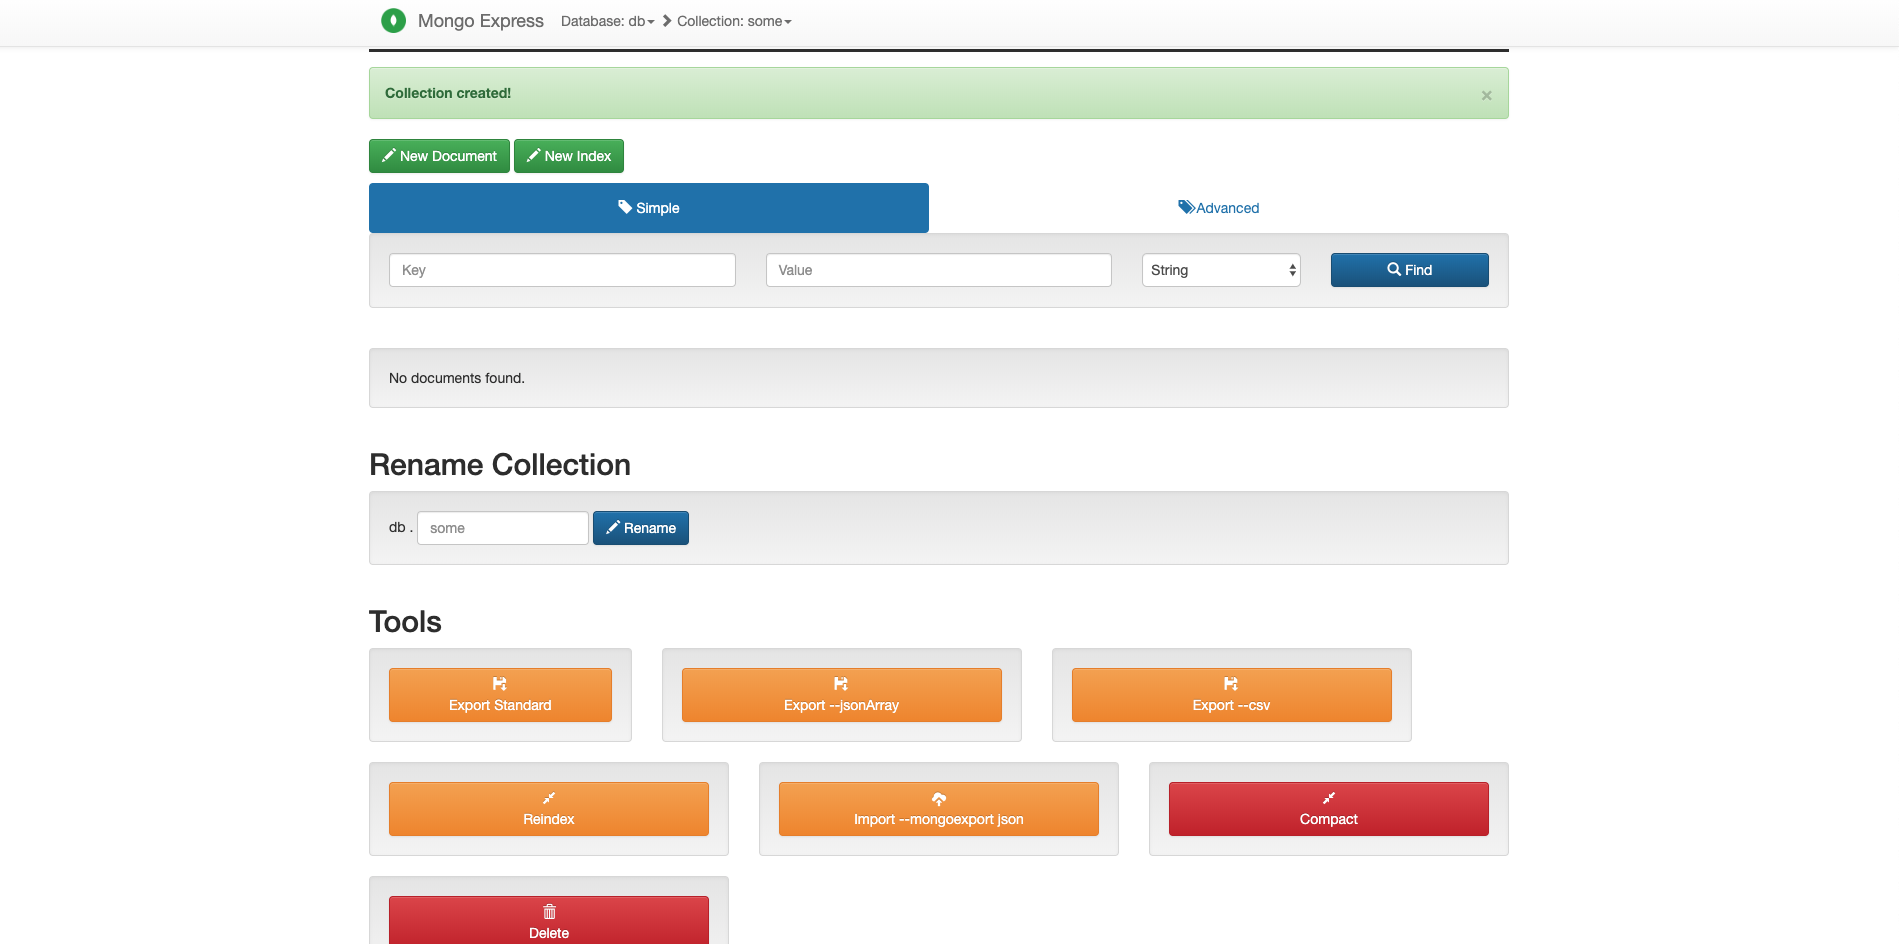 Mongo Express Database: db Collection: some
Collection created!
×
New Document New Index
Simple Advanced
Key Value String Find
No documents found.
Rename Collection
db . some Rename
Tools
Export Standard Export --jsonArray Export --csv
Reindex Import --mongoexport json Compact
Delete